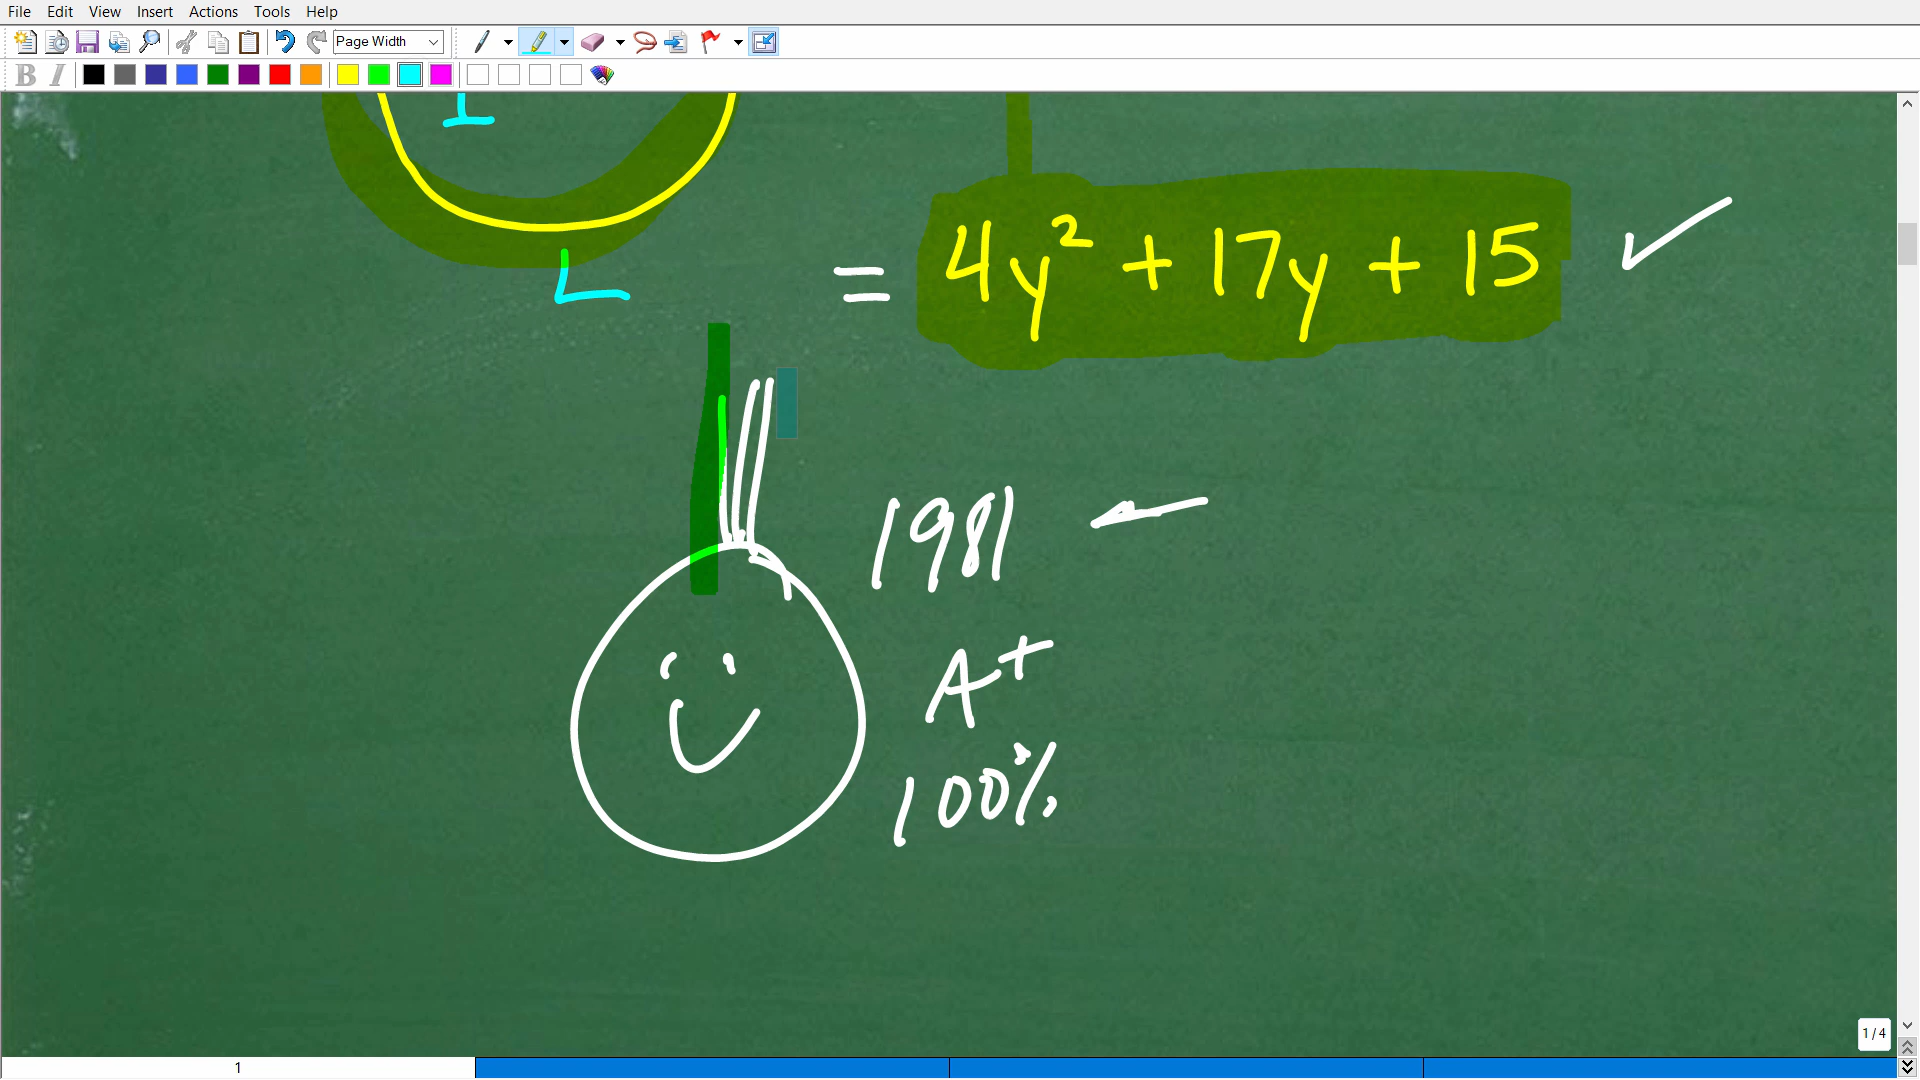 File Edit View Insert Actions Tools Help
Page Width
B I
I
L
= 4y² + 17y + 15 ✓
1981 ←
A+
100%
1 / 4
1